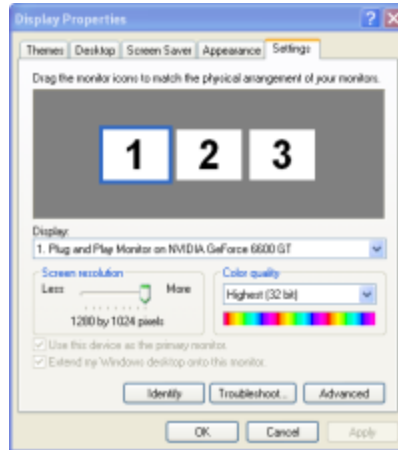 Display Properties
Themes Desktop Screen Saver Appearance Settings
Drag the monitor icons to match the physical arrangement of your monitors.
1 2 3
Display:
1. Plug and Play Monitor on NVIDIA GeForce 6600 GT
Screen resolution Color quality
Less More Highest (32 bit)
1280 by 1024 pixels
Use this device as the primary monitor.
Extend my Windows desktop onto this monitor.
Identify Troubleshoot... Advanced
OK Cancel Apply